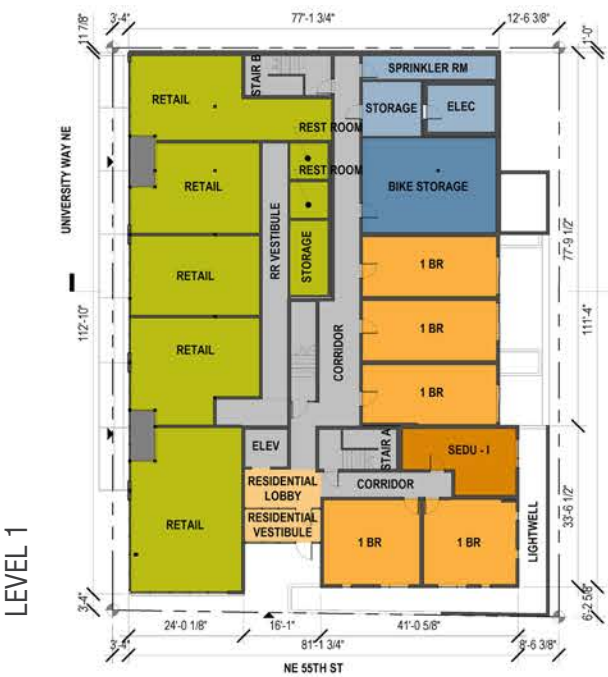 3'-4"
77'-1 3/4"
12'-6 3/8"
11 7/8"
1'-0"
STAIR B
SPRINKLER RM
RETAIL
STORAGE
ELEC
REST ROOM
REST ROOM
UNIVERSITY WAY NE
RETAIL
BIKE STORAGE
RR VESTIBULE
STORAGE
77'-9 1/2"
1 BR
RETAIL
112'-10"
111'-4"
1 BR
RETAIL
CORRIDOR
1 BR
ELEV
STAIR A
SEDU - I
RESIDENTIAL
LOBBY
CORRIDOR
RESIDENTIAL
VESTIBULE
RETAIL
1 BR
1 BR
LIGHTWELL
33'-6 1/2"
LEVEL 1
3'-4"
6'-2 5/8"
24'-0 1/8"
16'-1"
41'-0 5/8"
3'-4"
81'-1 3/4"
8'-6 3/8"
NE 55TH ST